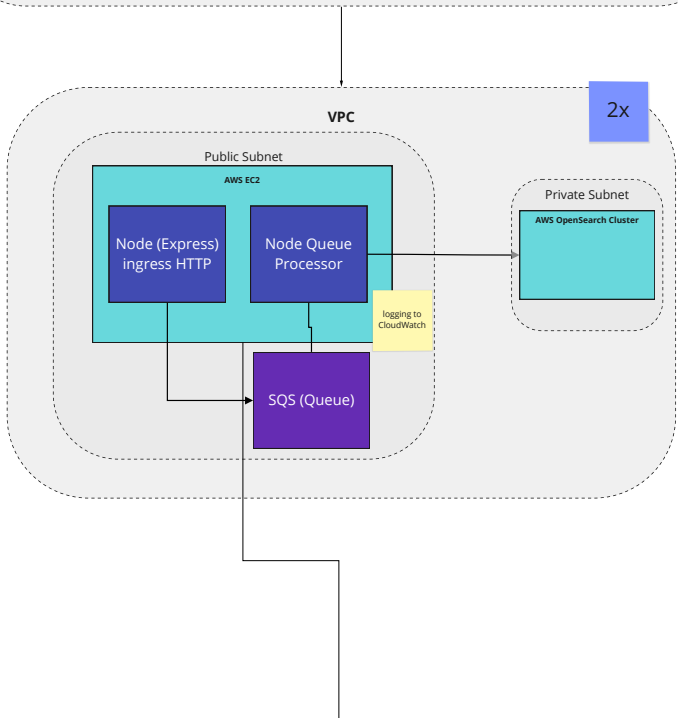 2x
VPC
Public Subnet
AWS EC2
Node (Express)
ingress HTTP
Node Queue
Processor
Private Subnet
AWS OpenSearch Cluster
logging to
CloudWatch
SQS (Queue)